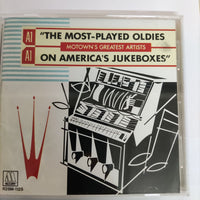 A1 "THE MOST-PLAYED OLDIES
MOTOWN'S GREATEST ARTISTS
A1 ON AMERICA'S JUKEBOXES"